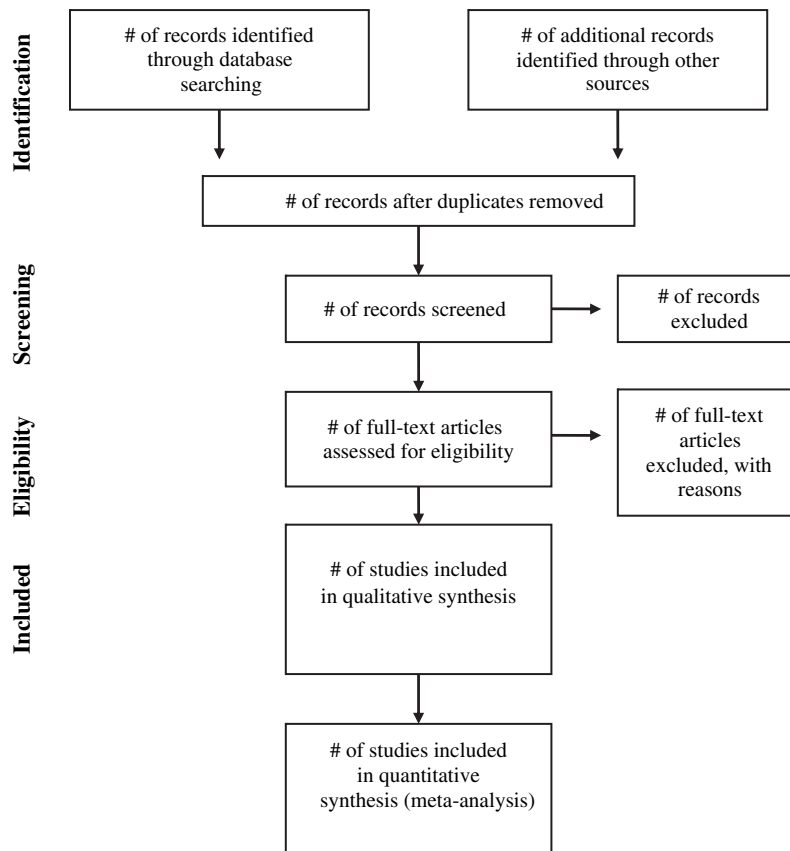 Identification
# of records identified
through database
searching
# of additional records
identified through other
sources
# of records after duplicates removed
Screening
# of records screened
# of records
excluded
Eligibility
# of full-text articles
assessed for eligibility
# of full-text
articles
excluded, with
reasons
Included
# of studies included
in qualitative synthesis
# of studies included
in quantitative
synthesis (meta-analysis)